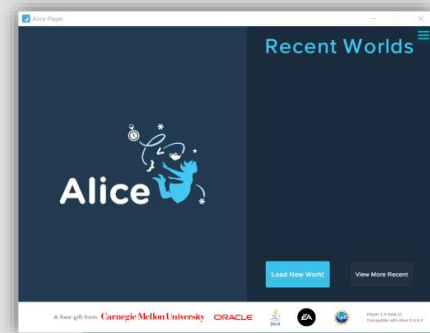 Alice Player
Recent Worlds
Alice
Load New World
View More Recent
A free gift from Carnegie Mellon University ORACLE Java EA